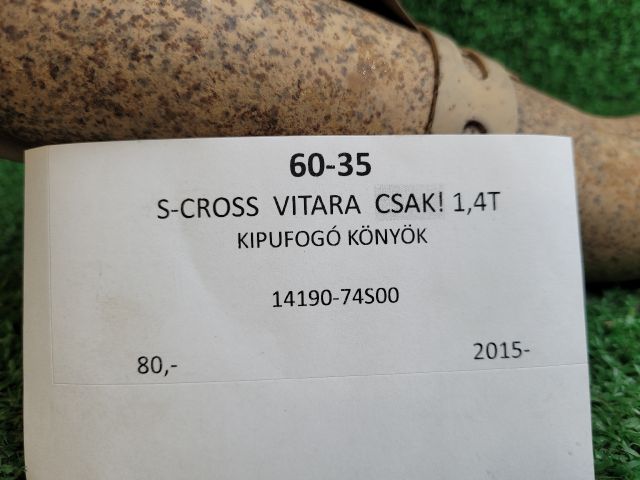 60-35
S-CROSS VITARA CSAK! 1,4T
KIPUFOGÓ KÖNYÖK
14190-74S00
80,- 2015-